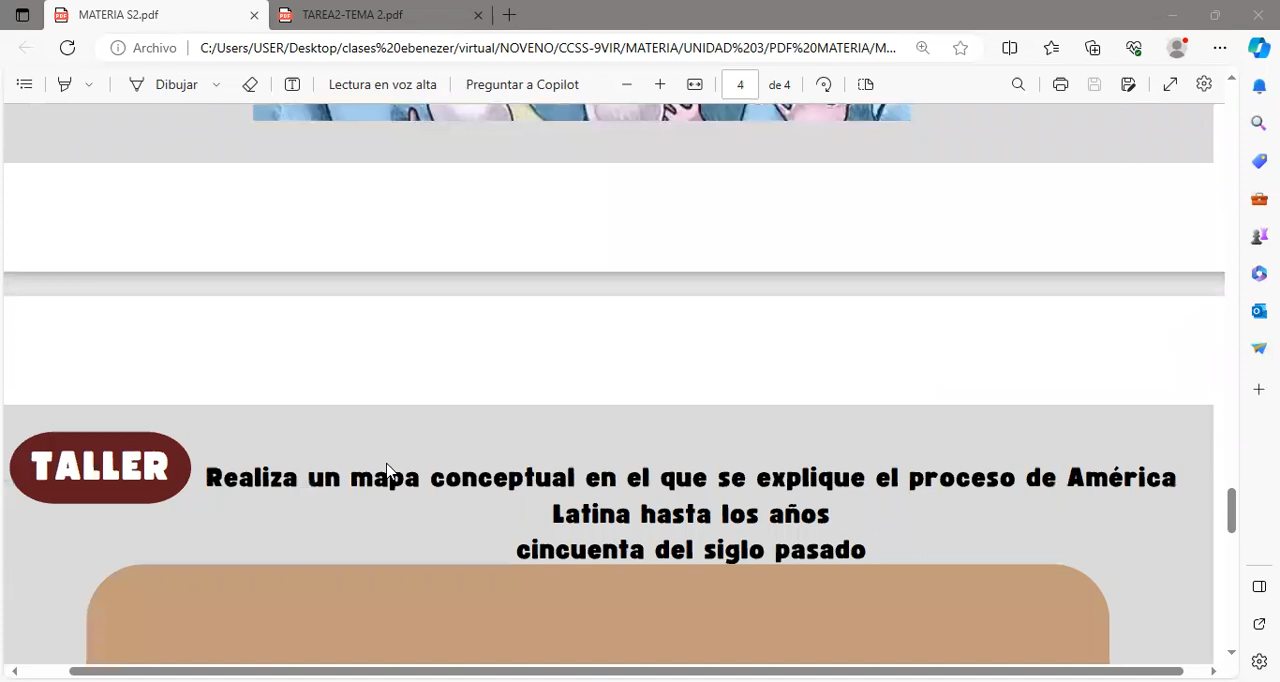 MATERIA S2.pdf
TAREA2-TEMA 2.pdf
Archivo
C:/Users/USER/Desktop/clases%20ebenezer/virtual/NOVENO/CCSS-9VIR/MATERIA/UNIDAD%203/PDF%20MATERIA/M...
Dibujar
Lectura en voz alta
Preguntar a Copilot
4
de 4
TALLER
Realiza un mapa conceptual en el que se explique el proceso de América
Latina hasta los años
cincuenta del siglo pasado